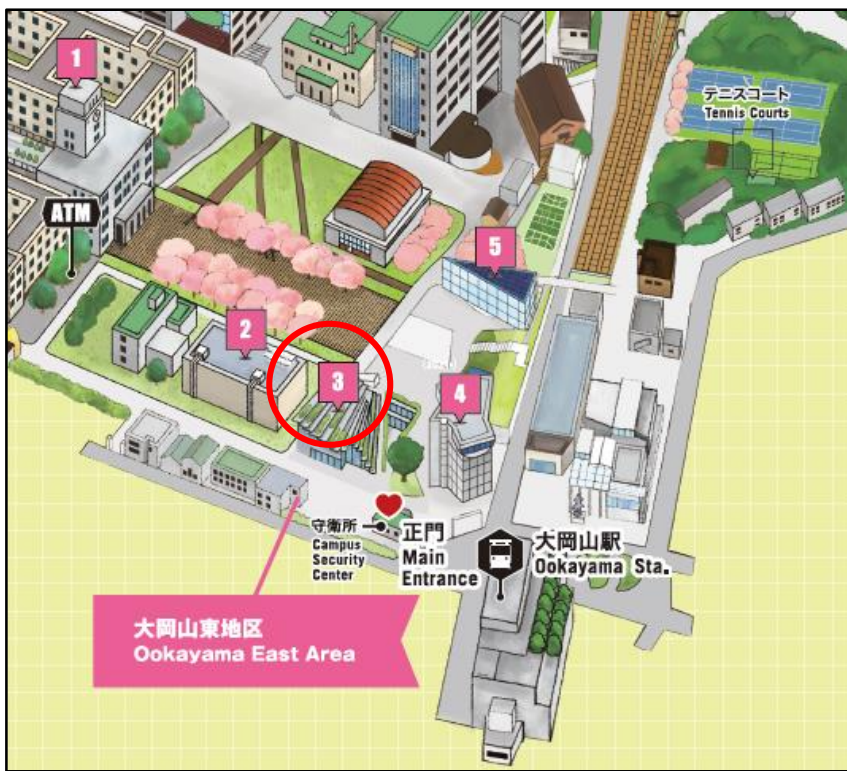 1
テニスコート
Tennis Courts
ATM
5
2
3
4
守衛所
Campus
Security
Center
正門
Main
Entrance
大岡山駅
Ookayama Sta.
大岡山東地区
Ookayama East Area